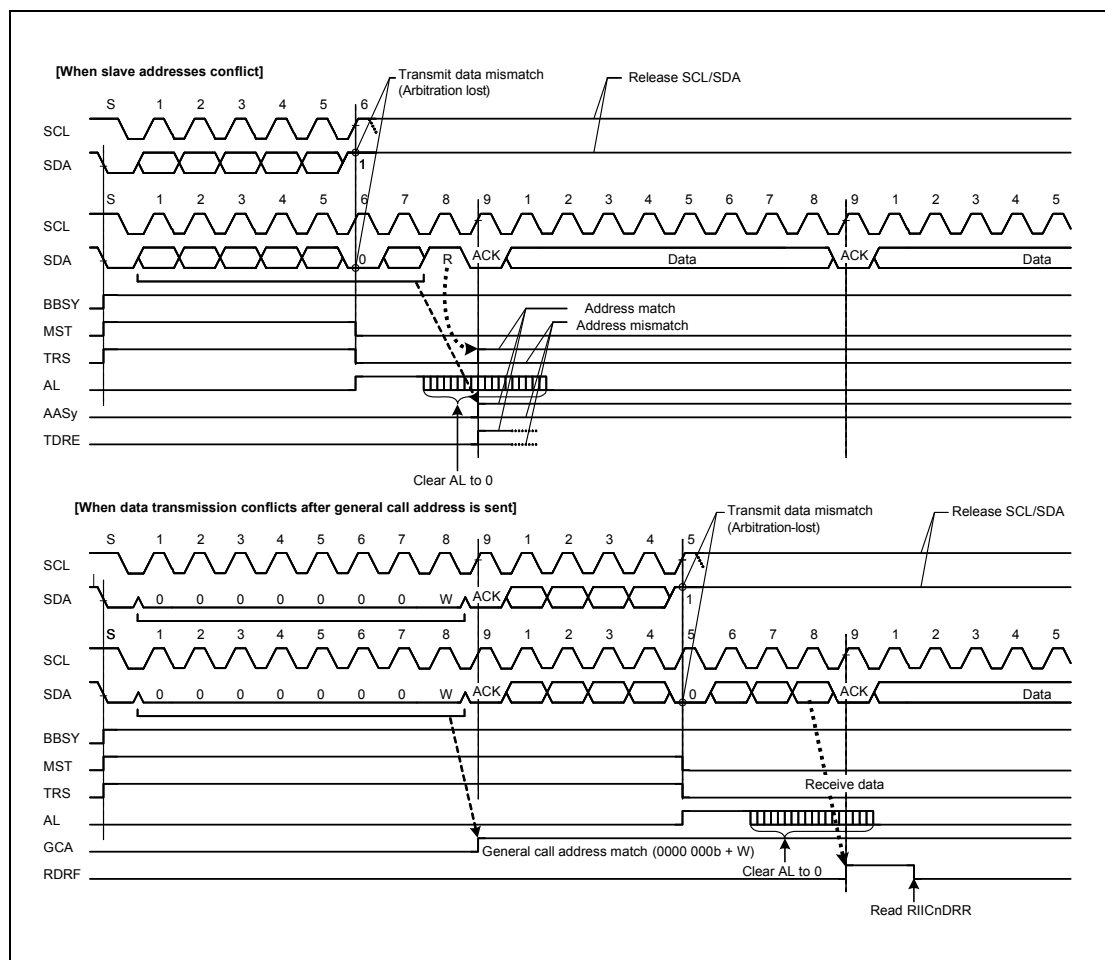 [When slave addresses conflict]
Transmit data mismatch
(Arbitration lost)
Release SCL/SDA
S 1 2 3 4 5 6
SCL
SDA
1
S 1 2 3 4 5 6 7 8 9 1 2 3 4 5 6 7 8 9 1 2 3 4 5
SCL
SDA 0 R ACK Data ACK Data
BBSY
Address match
MST
Address mismatch
TRS
AL
AASy
TDRE
Clear AL to 0
[When data transmission conflicts after general call address is sent]
Transmit data mismatch
(Arbitration-lost)
Release SCL/SDA
S 1 2 3 4 5 6 7 8 9 1 2 3 4 5
SCL
SDA 0 0 0 0 0 0 0 W ACK 1
S 1 2 3 4 5 6 7 8 9 1 2 3 4 5 6 7 8 9 1 2 3 4 5
SCL
SDA 0 0 0 0 0 0 0 W ACK 0 ACK Data
BBSY
MST
Receive data
TRS
AL
GCA
General call address match (0000 000b + W)
Clear AL to 0
RDRF
Read RIICnDRR